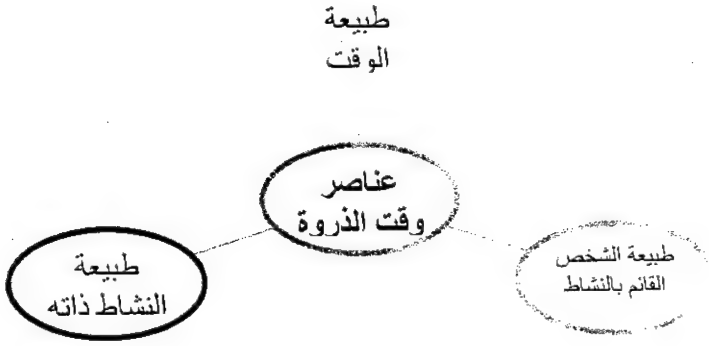 طبيعة
الوقت
عناصر
وقت الذروة
طبيعة الشخص
القائم بالنشاط
طبيعة
النشاط ذاته